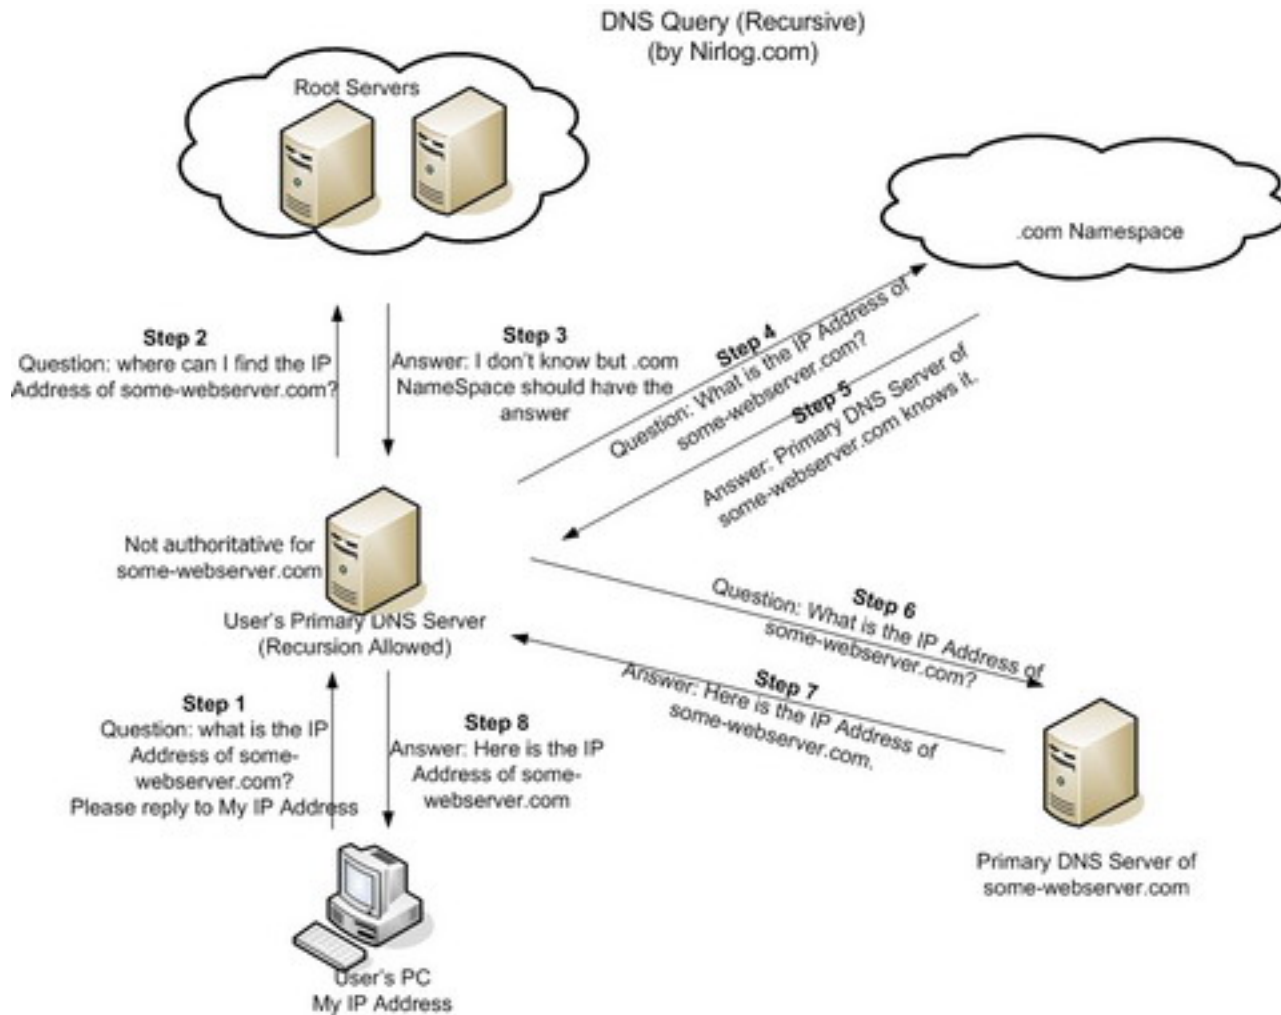 DNS Query (Recursive)
(by Nirlog.com)
Root Servers
.com Namespace
Step 2
Question: where can I find the IP
Address of some-webserver.com?
Step 3
Answer: I don't know but .com
NameSpace should have the
answer
Step 4
Question: What is the IP Address of
some-webserver.com?
Step 5
Answer: Primary DNS Server of
some-webserver.com knows it.
Not authoritative for
some-webserver.com
User's Primary DNS Server
(Recursion Allowed)
Step 6
Question: What is the IP Address of
some-webserver.com?
Step 7
Answer: Here is the IP Address of
some-webserver.com.
Step 1
Question: what is the IP
Address of some-
webserver.com?
Please reply to My IP Address
Step 8
Answer: Here is the IP
Address of some-
webserver.com
Primary DNS Server of
some-webserver.com
User's PC
My IP Address